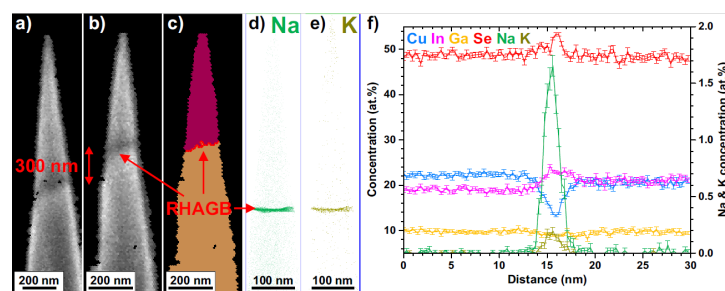 a)
b)
c)
d) Na
e) K
f)
300 nm
RHAGB
200 nm
200 nm
200 nm
100 nm
100 nm
Cu In Ga Se Na K
Concentration (at.%)
50
40
30
20
10
0 5 10 15 20 25 30
Distance (nm)
2.0
1.5
1.0
0.5
0.0
Na & K concentration (at.%)